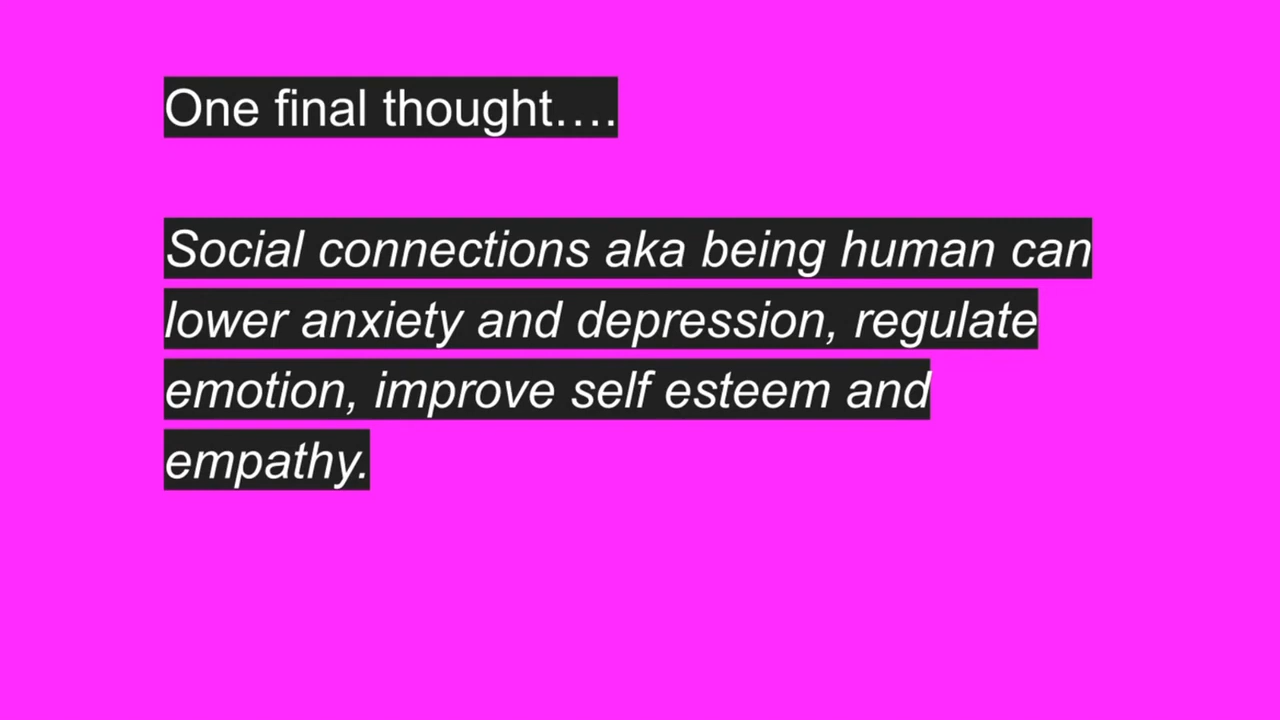 One final thought….
Social connections aka being human can
lower anxiety and depression, regulate
emotion, improve self esteem and
empathy.